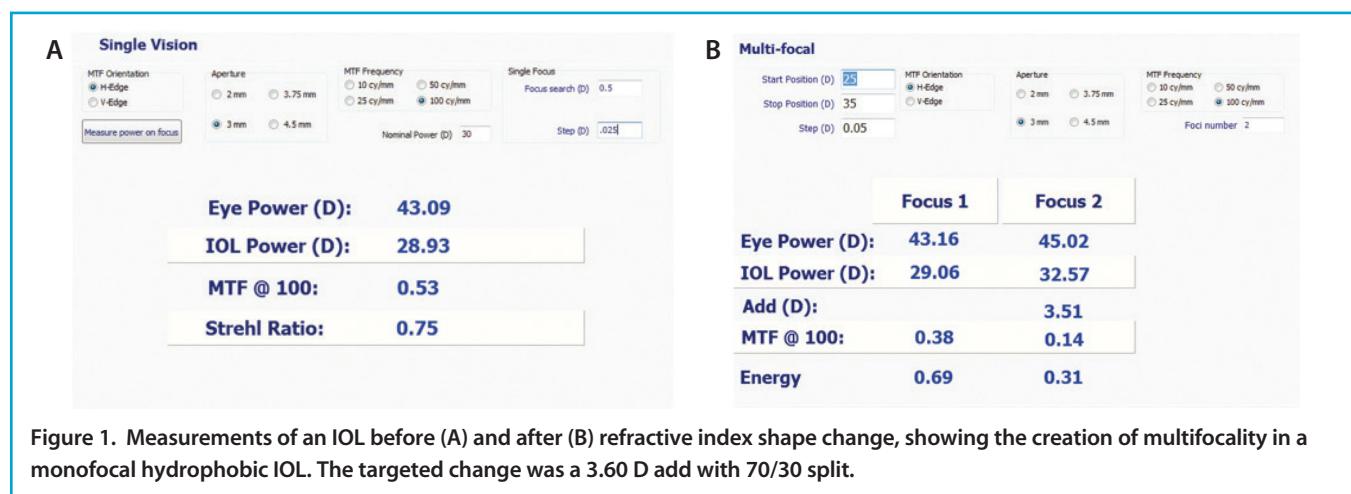 A
Single Vision
MTF Orientation
H-Edge
V-Edge
Measure power on focus
Aperture
2 mm 3.75 mm
3 mm 4.5 mm
MTF Frequency
10 cy/mm 50 cy/mm
25 cy/mm 100 cy/mm
Nominal Power (D) 30
Single Focus
Focus search (D) 0.5
Step (D) .025
Eye Power (D): 43.09
IOL Power (D): 28.93
MTF @ 100: 0.53
Strehl Ratio: 0.75
B
Multi-focal
Start Position (D) 25
Stop Position (D) 35
Step (D) 0.05
MTF Orientation
H-Edge
V-Edge
Aperture
2 mm 3.75 mm
3 mm 4.5 mm
MTF Frequency
10 cy/mm 50 cy/mm
25 cy/mm 100 cy/mm
Foci number 2
Focus 1 Focus 2
Eye Power (D): 43.16 45.02
IOL Power (D): 29.06 32.57
Add (D): 3.51
MTF @ 100: 0.38 0.14
Energy 0.69 0.31
Figure 1. Measurements of an IOL before (A) and after (B) refractive index shape change, showing the creation of multifocality in a
monofocal hydrophobic IOL. The targeted change was a 3.60 D add with 70/30 split.